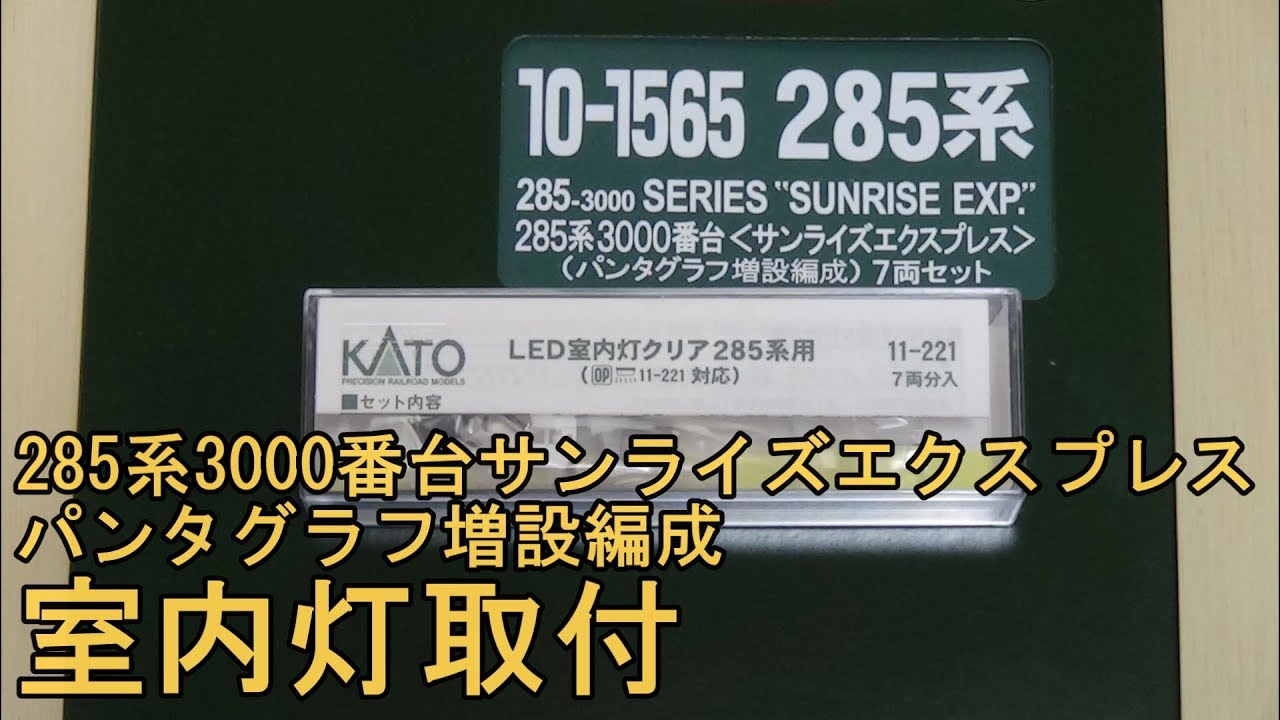 10-1565 285系
285-3000 SERIES “SUNRISE EXP.”
285系3000番台<サンライズエクスプレス>
(パンタグラフ増設編成) 7両セット
KATO
PRECISION RAILROAD MODELS
LED室内灯クリア285系用 11-221
(OP 11-221 対応) 7両分入
■セット内容
285系3000番台サンライズエクスプレス
パンタグラフ増設編成
室内灯取付